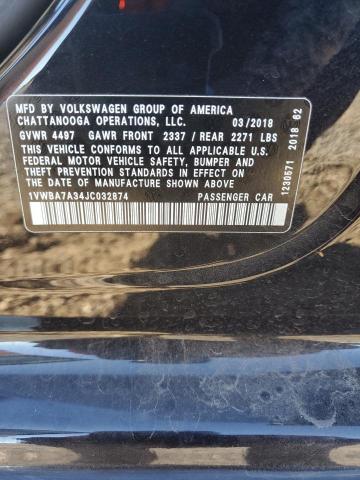 MFD BY VOLKSWAGEN GROUP OF AMERICA
CHATTANOOGA OPERATIONS, LLC. 03/2018
GVWR 4497 GAWR FRONT 2337 / REAR 2271 LBS
THIS VEHICLE CONFORMS TO ALL APPLICABLE U.S.
FEDERAL MOTOR VEHICLE SAFETY, BUMPER AND
THEFT PREVENTION STANDARDS IN EFFECT ON
THE DATE OF MANUFACTURE SHOWN ABOVE
1VWBA7A34JC032874 PASSENGER CAR
1230571 2018 62